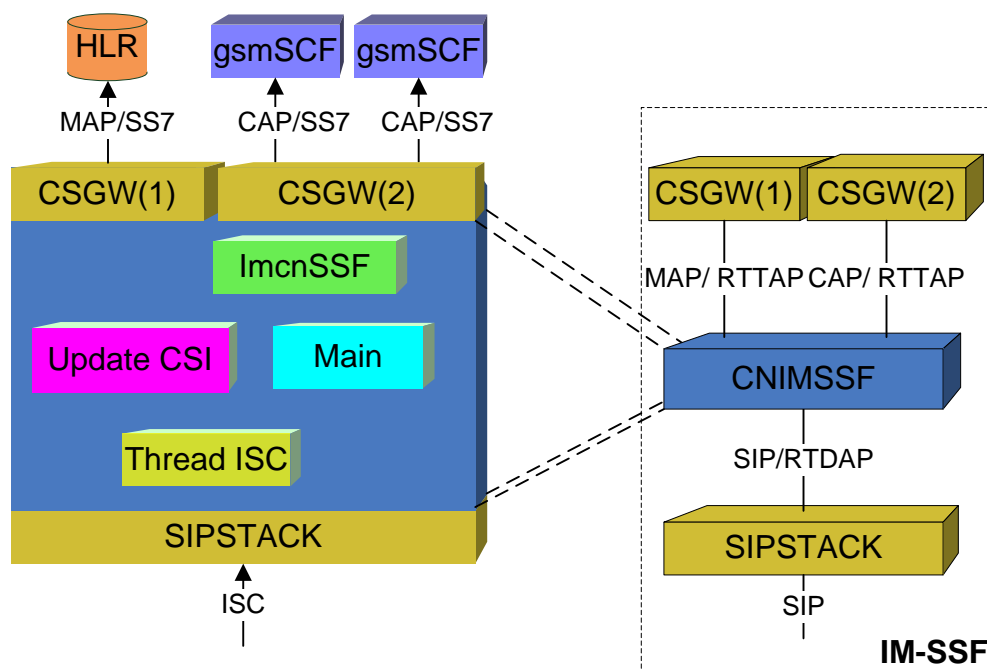 HLR
gsmSCF
gsmSCF
MAP/SS7
CAP/SS7
CAP/SS7
CSGW(1)
CSGW(2)
ImcnSSF
Update CSI
Main
Thread ISC
SIPSTACK
ISC
CSGW(1)
CSGW(2)
MAP/ RTTAP
CAP/ RTTAP
CNIMSSF
SIP/RTDAP
SIPSTACK
SIP
IM-SSF